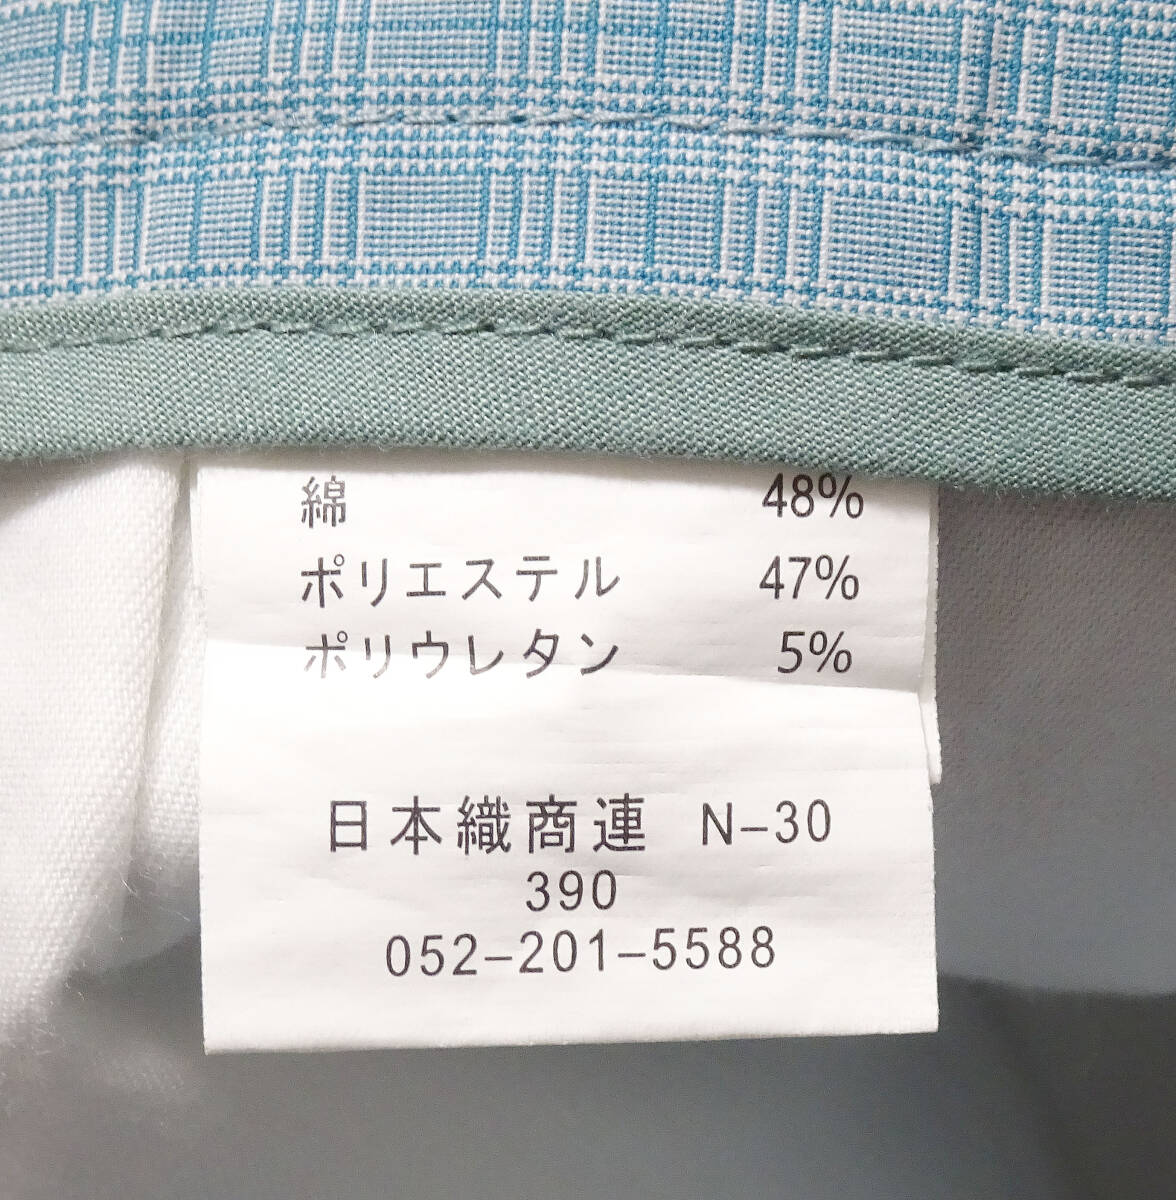 綿 48%
ポリエステル 47%
ポリウレタン 5%
日本織商連 N-30
390
052-201-5588